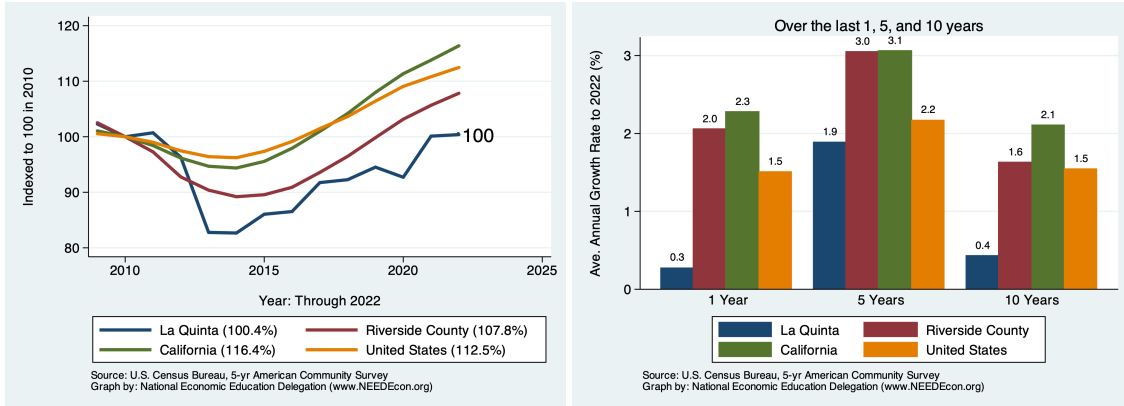 120
110
100
90
80
Indexed to 100 in 2010
100
2010 2015 2020 2025
Year: Through 2022
La Quinta (100.4%) Riverside County (107.8%)
California (116.4%) United States (112.5%)
Source: U.S. Census Bureau, 5-yr American Community Survey
Graph by: National Economic Education Delegation (www.NEEDEcon.org)
Over the last 1, 5, and 10 years
3
2
1
0
Ave. Annual Growth Rate to 2022 (%)
0.3 2.0 2.3 1.5
1.9 3.0 3.1 2.2
0.4 1.6 2.1 1.5
1 Year 5 Years 10 Years
La Quinta Riverside County
California United States
Source: U.S. Census Bureau, 5-yr American Community Survey
Graph by: National Economic Education Delegation (www.NEEDEcon.org)